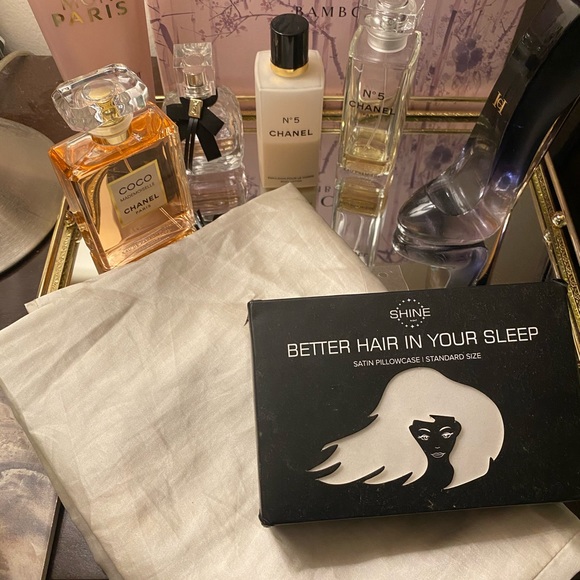 PARIS
BAMBO
COCO
MADEMOISELLE
CHANEL
PARIS
N°5
CHANEL
N°5
CHANEL
SHINE
BETTER HAIR IN YOUR SLEEP
SATIN PILLOWCASE | STANDARD SIZE